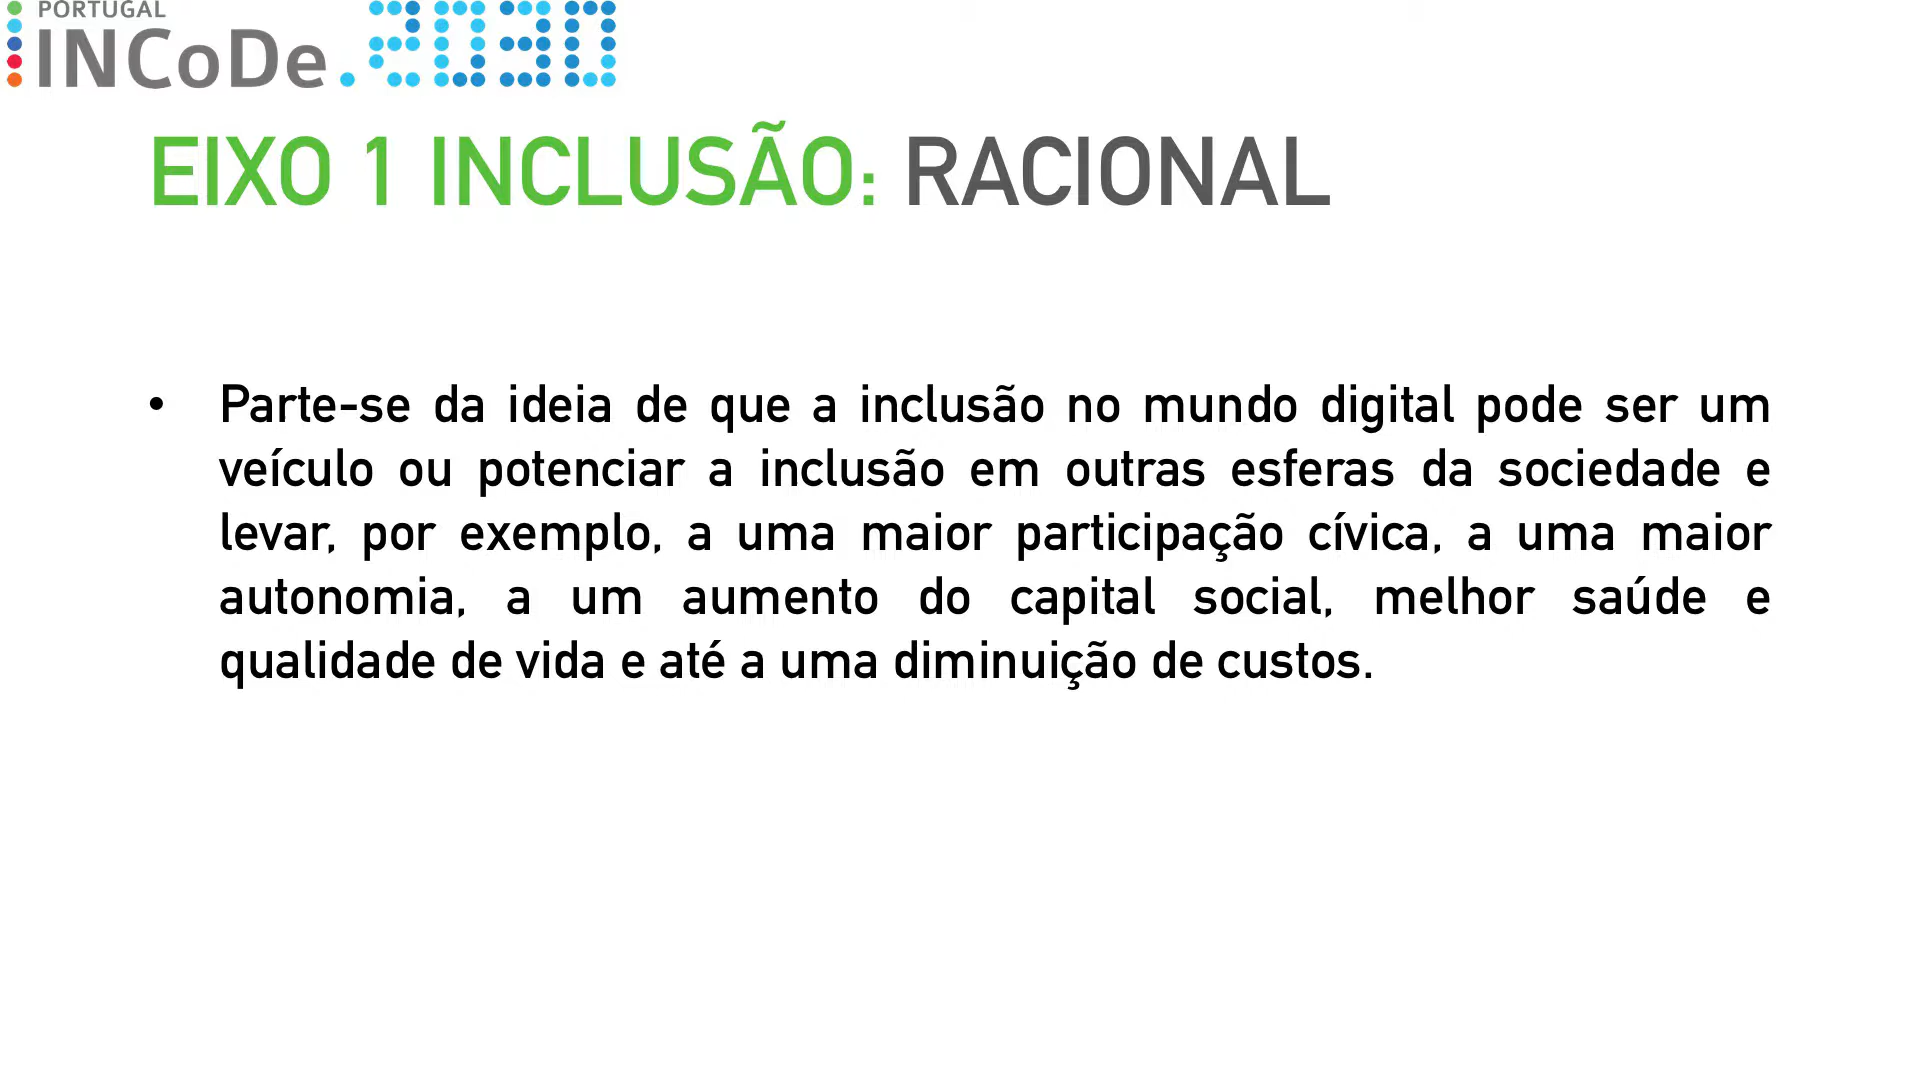 PORTUGAL
INCoDe.2030
EIXO 1 INCLUSÃO: RACIONAL
• Parte-se da ideia de que a inclusão no mundo digital pode ser um
veículo ou potenciar a inclusão em outras esferas da sociedade e
levar, por exemplo, a uma maior participação cívica, a uma maior
autonomia, a um aumento do capital social, melhor saúde e
qualidade de vida e até a uma diminuição de custos.